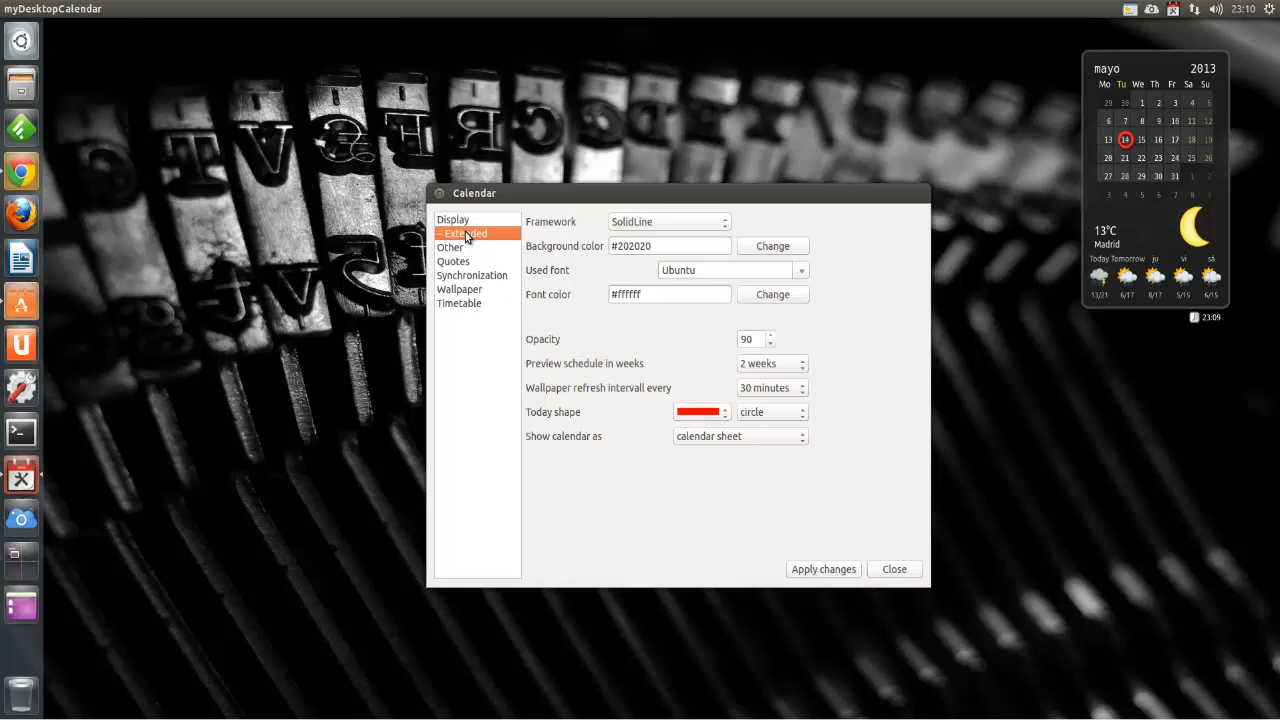 myDesktopCalendar
23:10
mayo 2013
Mo Tu We Th Fr Sa Su
29 30 1 2 3 4 5
6 7 8 9 10 11 12
13 14 15 16 17 18 19
20 21 22 23 24 25 26
27 28 29 30 31 1 2
3 4 5 6 7 8 9
13°C
Madrid
Today Tomorrow ju vi sá
13/21 6/17 8/17 5/15 6/15
23:09
Calendar
Display
– Extended
Other
Quotes
Synchronization
Wallpaper
Timetable
Framework SolidLine
Background color #202020 Change
Used font Ubuntu
Font color #ffffff Change
Opacity 90
Preview schedule in weeks 2 weeks
Wallpaper refresh intervall every 30 minutes
Today shape circle
Show calendar as calendar sheet
Apply changes Close